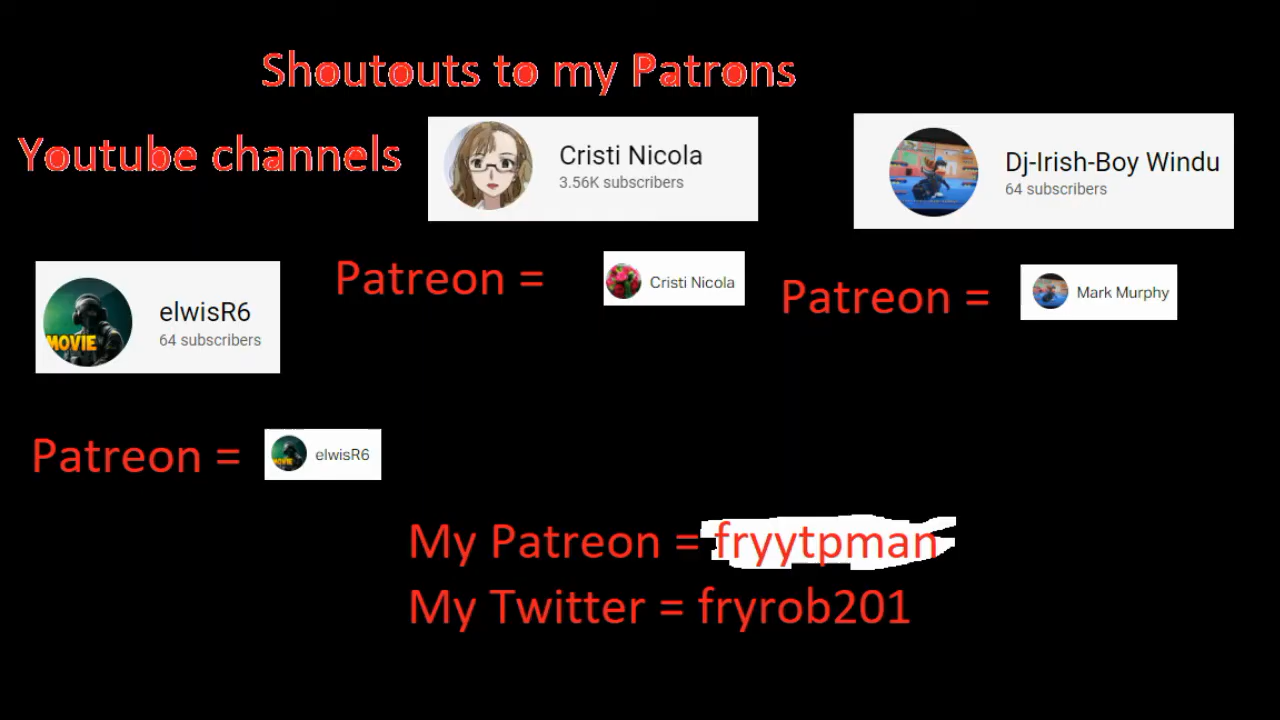 Shoutouts to my Patrons
Youtube channels
Cristi Nicola
3.56K subscribers
Dj-Irish-Boy Windu
64 subscribers
Patreon =
Cristi Nicola
Patreon =
Mark Murphy
MOVIE
elwisR6
64 subscribers
Patreon =
MOVIE
elwisR6
My Patreon = fryytpman
My Twitter = fryrob201